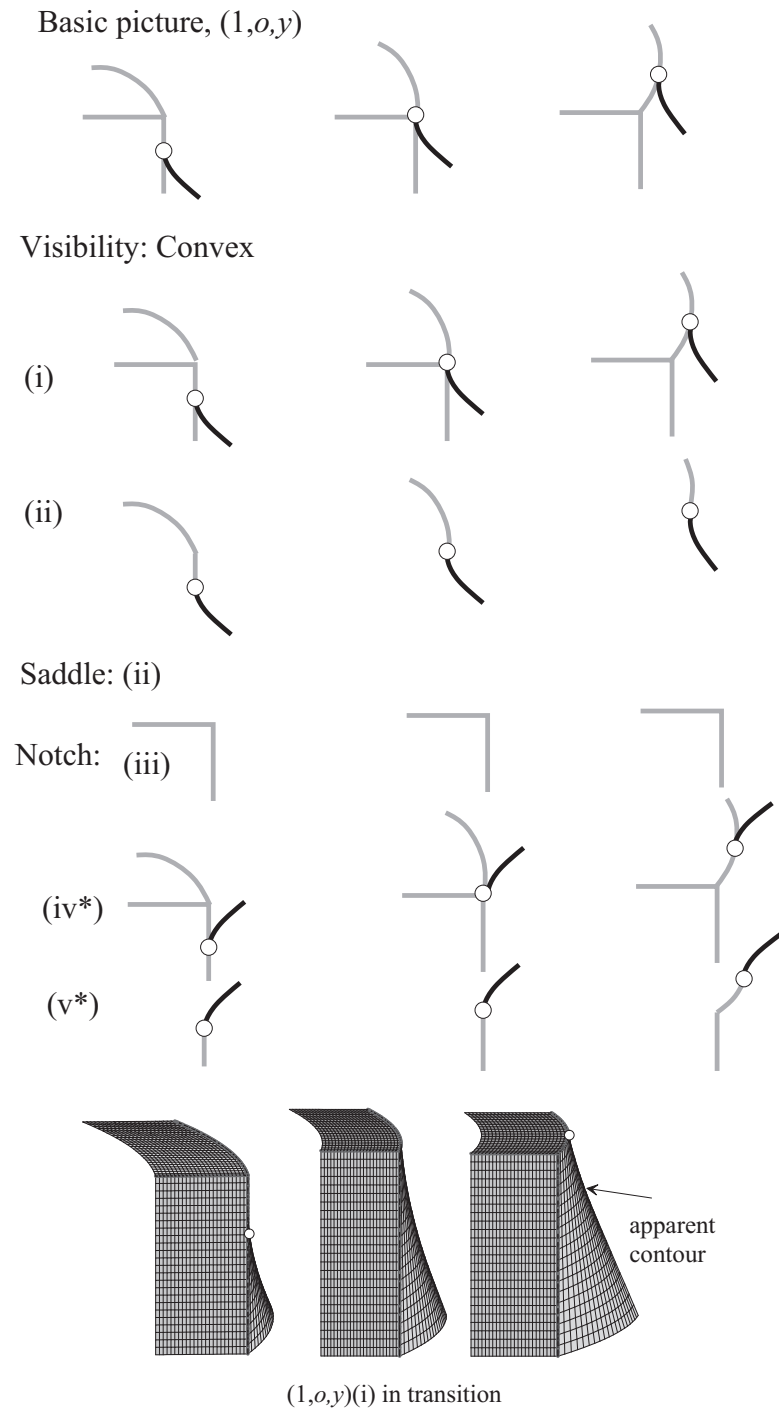 Basic picture, (1,o,y)
Visibility: Convex
(i)
(ii)
Saddle: (ii)
Notch: (iii)
(iv*)
(v*)
apparent
contour
(1,o,y)(i) in transition